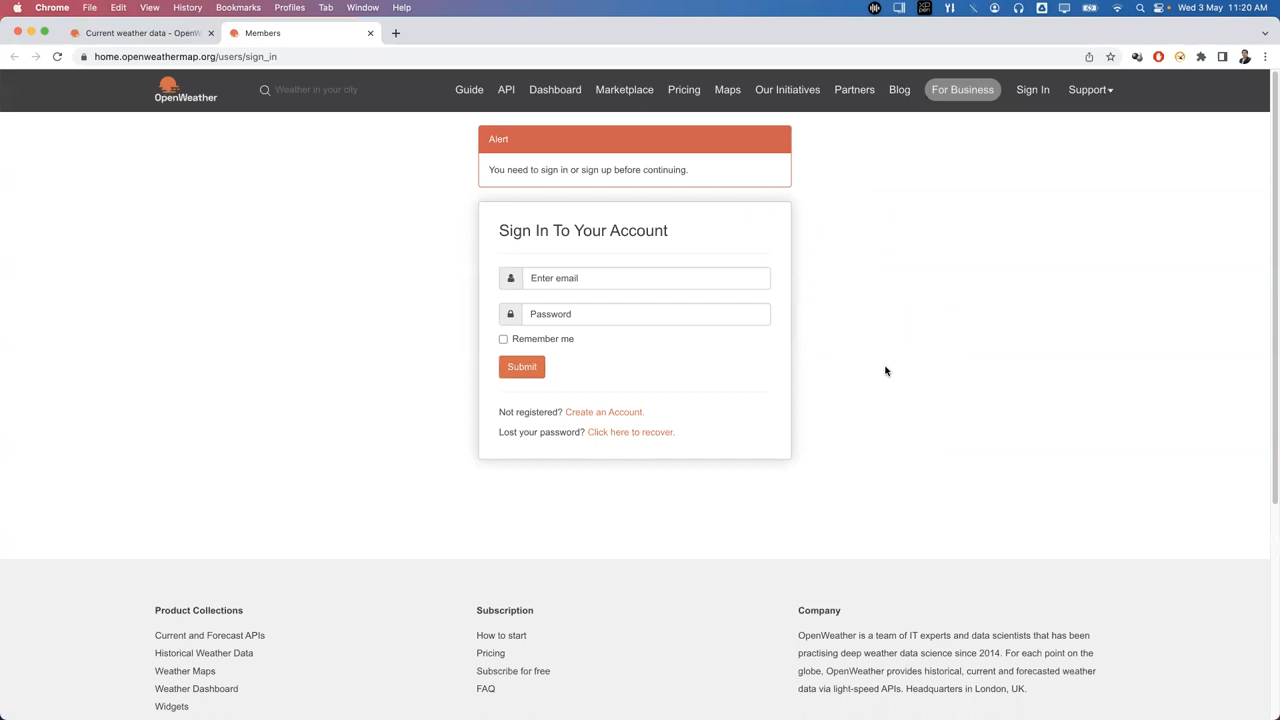 Chrome File Edit View History Bookmarks Profiles Tab Window Help Wed 3 May 11:20 AM
Current weather data - OpenW
Members
home.openweathermap.org/users/sign_in
OpenWeather
Weather in your city
Guide API Dashboard Marketplace Pricing Maps Our Initiatives Partners Blog For Business Sign In Support
Alert
You need to sign in or sign up before continuing.
Sign In To Your Account
Enter email
Password
Remember me
Submit
Not registered? Create an Account.
Lost your password? Click here to recover.
Product Collections
Current and Forecast APIs
Historical Weather Data
Weather Maps
Weather Dashboard
Widgets
Subscription
How to start
Pricing
Subscribe for free
FAQ
Company
OpenWeather is a team of IT experts and data scientists that has been
practising deep weather data science since 2014. For each point on the
globe, OpenWeather provides historical, current and forecasted weather
data via light-speed APIs. Headquarters in London, UK.